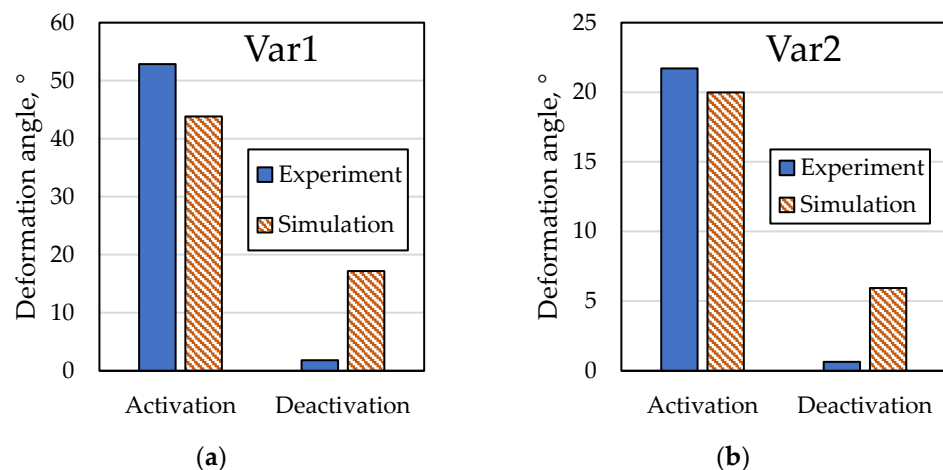 Var1
Deformation angle, °
60
50
40
30
20
10
0
Experiment
Simulation
Activation Deactivation
(a)
Var2
Deformation angle, °
25
20
15
10
5
0
Experiment
Simulation
Activation Deactivation
(b)